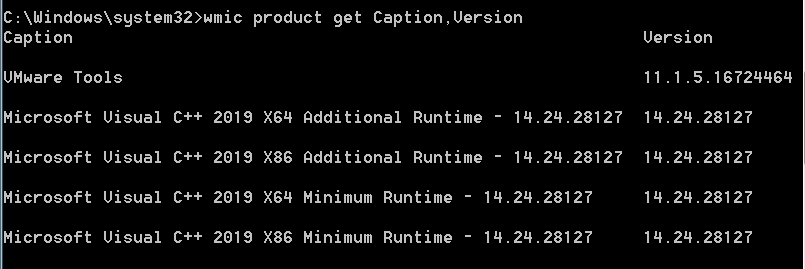 C:\Windows\system32>wmic product get Caption,Version
Caption Version
VMware Tools 11.1.5.16724464
Microsoft Visual C++ 2019 X64 Additional Runtime - 14.24.28127 14.24.28127
Microsoft Visual C++ 2019 X86 Additional Runtime - 14.24.28127 14.24.28127
Microsoft Visual C++ 2019 X64 Minimum Runtime - 14.24.28127 14.24.28127
Microsoft Visual C++ 2019 X86 Minimum Runtime - 14.24.28127 14.24.28127